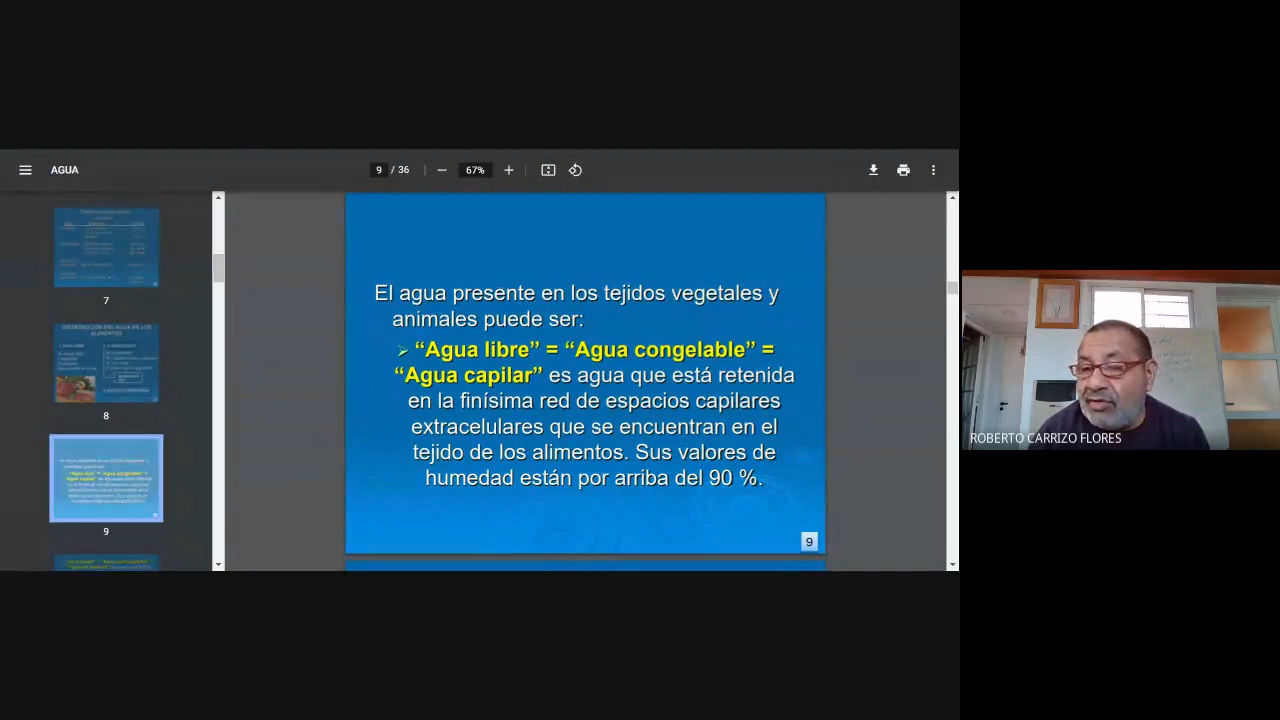 AGUA
9 / 36
67%
7
8
9
El agua presente en los tejidos vegetales y
animales puede ser:
➢ “Agua libre” = “Agua congelable” =
“Agua capilar” es agua que está retenida
en la finísima red de espacios capilares
extracelulares que se encuentran en el
tejido de los alimentos. Sus valores de
humedad están por arriba del 90 %.
9
ROBERTO CARRIZO FLORES